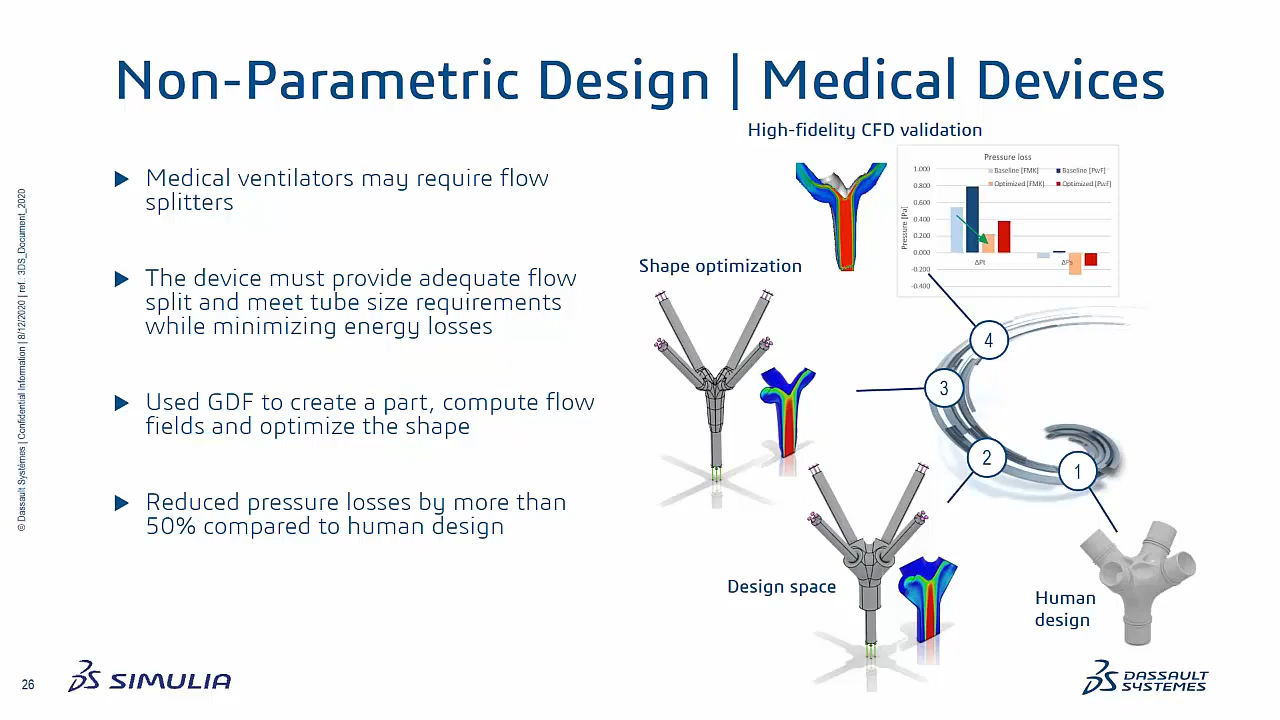 Non-Parametric Design | Medical Devices
Medical ventilators may require flow
splitters
The device must provide adequate flow
split and meet tube size requirements
while minimizing energy losses
Used GDF to create a part, compute flow
fields and optimize the shape
Reduced pressure losses by more than
50% compared to human design
High-fidelity CFD validation
Pressure loss
Baseline [FMK]
Baseline [PwF]
Optimized [FMK]
Optimized [PwF]
Pressure [Pa]
1.000
0.800
0.600
0.400
0.200
0.000
-0.200
-0.400
ΔPt
ΔPs
Shape optimization
4
3
2
1
Design space
Human
design
© Dassault Systèmes | Confidential Information | 8/12/2020 | ref.: 3DS_Document_2020
26
3DS SIMULIA
3DS DASSAULT
SYSTEMES